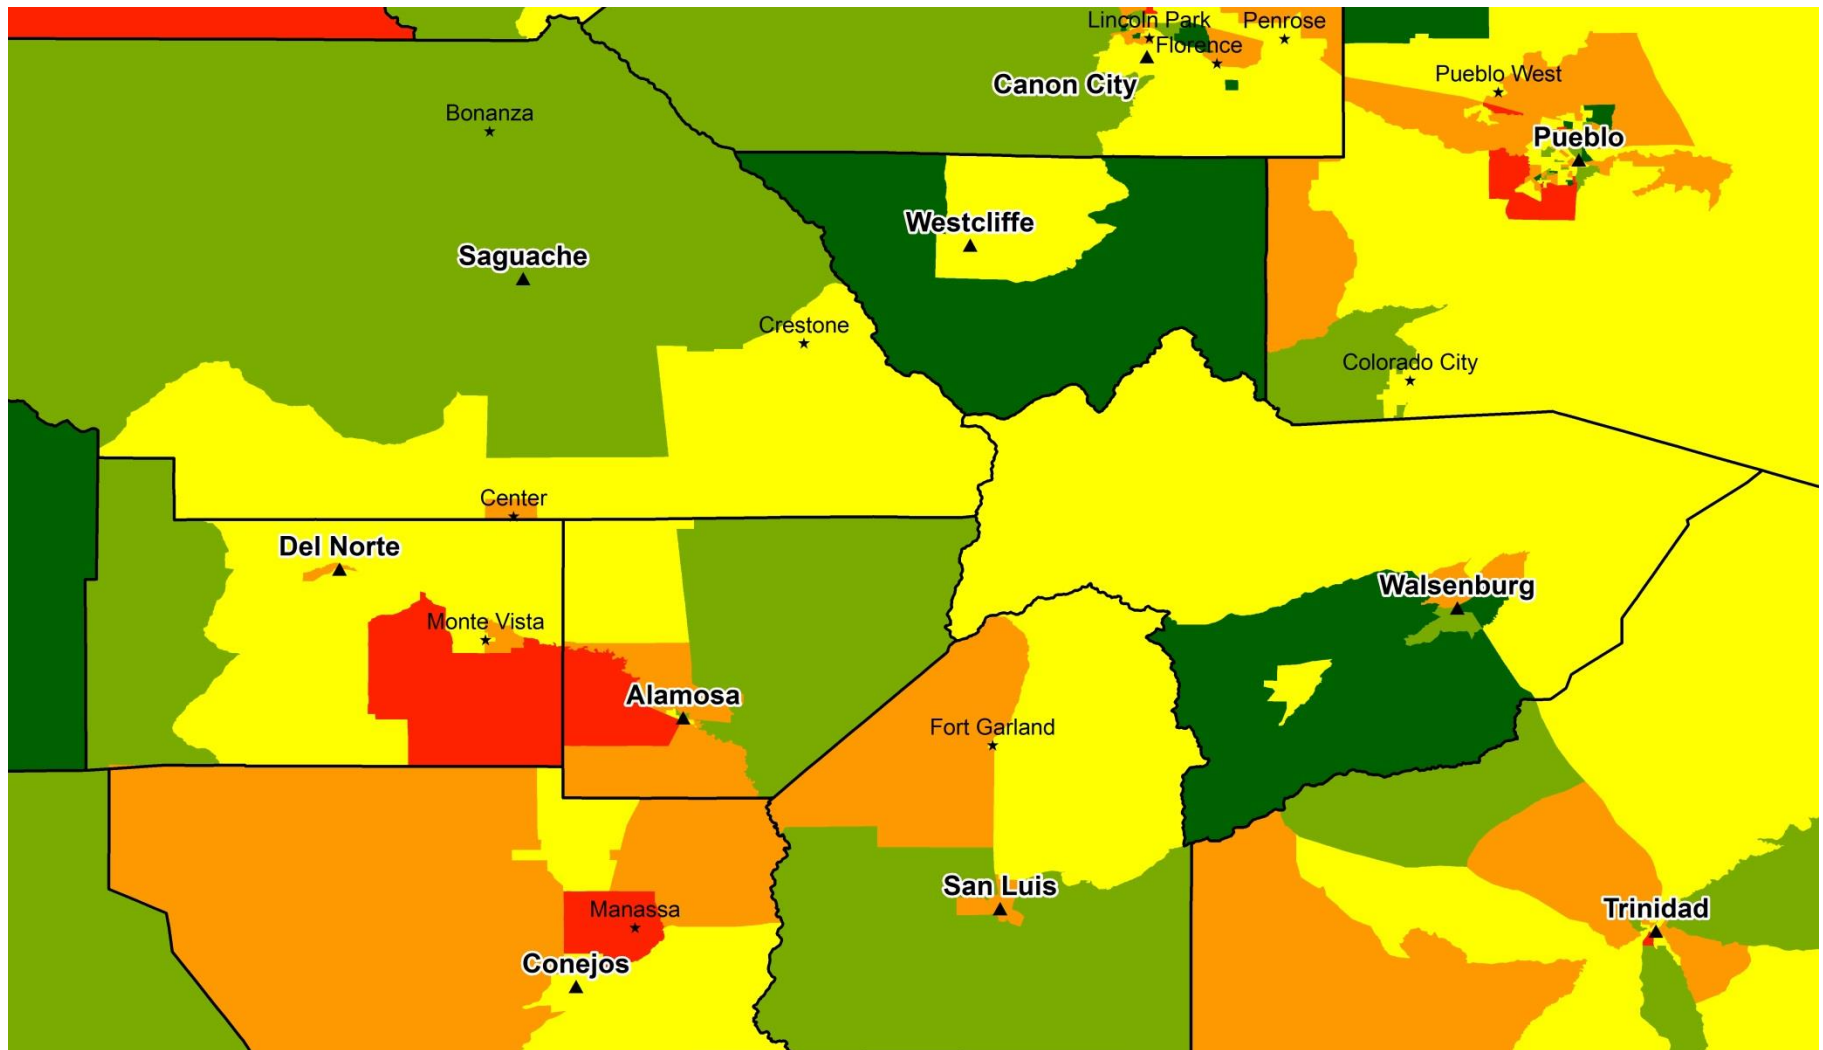 Lincoln Park
Penrose
Florence
Canon City
Pueblo West
Bonanza
Pueblo
Westcliffe
Saguache
Crestone
Colorado City
Center
Del Norte
Walsenburg
Monte Vista
Alamosa
Fort Garland
San Luis
Manassa
Trinidad
Conejos